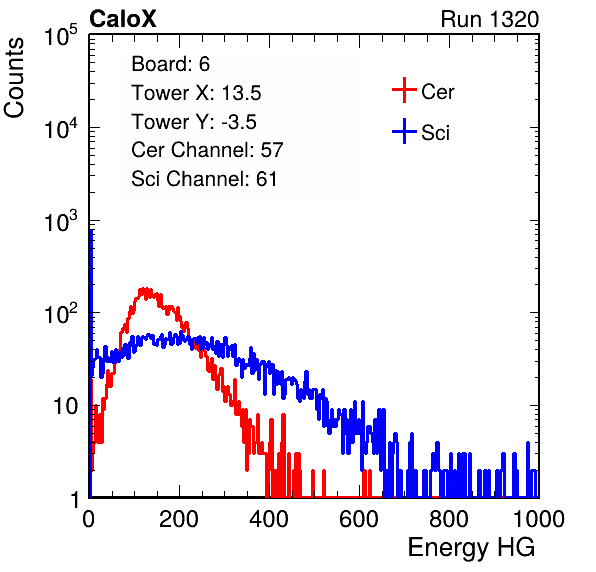 CaloX Run 1320
Counts
10^5
10^4
10^3
10^2
10
1
Board: 6
Tower X: 13.5
Tower Y: -3.5
Cer Channel: 57
Sci Channel: 61
Cer
Sci
0 200 400 600 800 1000
Energy HG